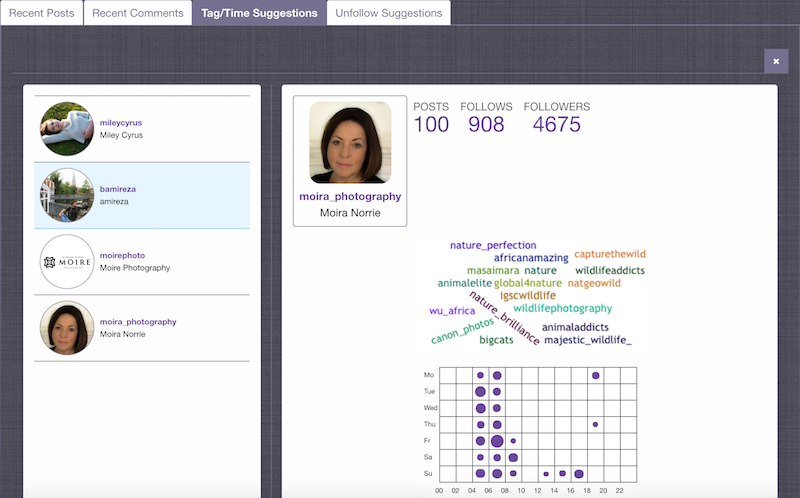 Recent Posts
Recent Comments
Tag/Time Suggestions
Unfollow Suggestions
×
mileycyrus
Miley Cyrus
bamireza
amireza
MOIRE
moirephoto
Moire Photography
moira_photography
Moira Norrie
moira_photography
Moira Norrie
POSTS FOLLOWS FOLLOWERS
100 908 4675
nature_perfection
africanamazing
capturethewild
masaimara
nature
wildlifeaddicts
animalelite
global4nature
natgeowild
igscwildlife
nature_brilliance
wu_africa
wildlifephotography
canon_photos
animaladdicts
bigcats
majestic_wildlife_
Mo
Tue
Wed
Thu
Fr
Sa
Su
00 02 04 06 08 10 12 14 16 18 20 22